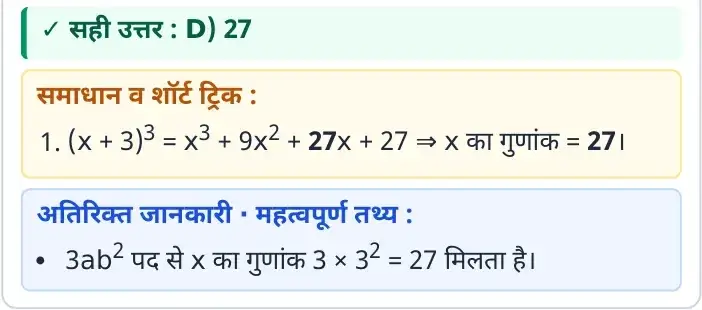 ✓ सही उत्तर : D) 27
समाधान व शॉर्ट ट्रिक :
1. (x + 3)³ = x³ + 9x² + 27x + 27 ⇒ x का गुणांक = 27।
अतिरिक्त जानकारी · महत्वपूर्ण तथ्य :
• 3ab² पद से x का गुणांक 3 × 3² = 27 मिलता है।